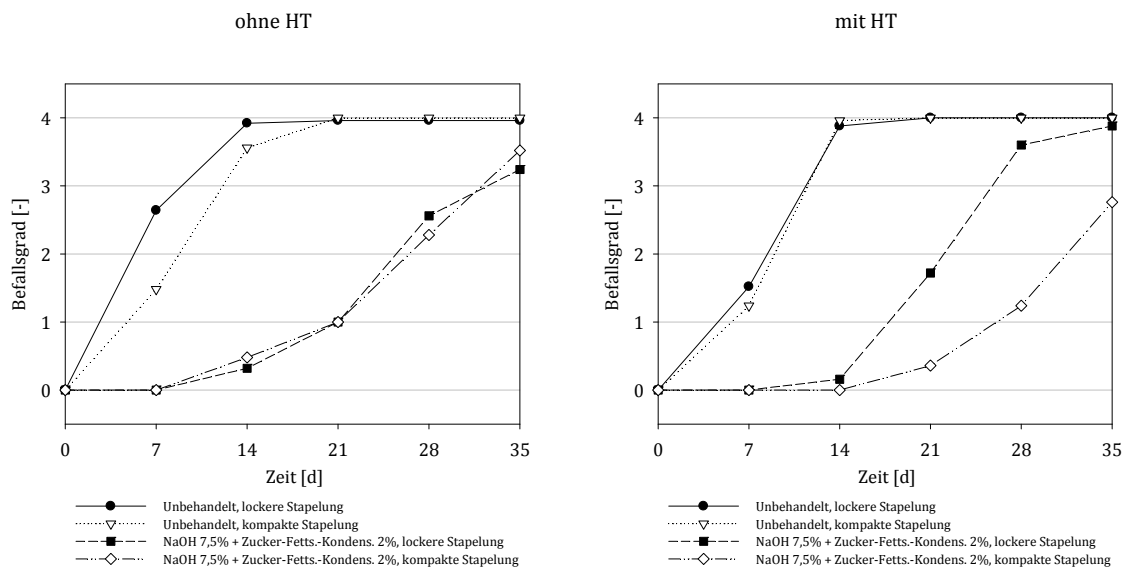 ohne HT
4
3
2
1
0
Befallsgrad [-]
0 7 14 21 28 35
Zeit [d]
Unbehandelt, lockere Stapelung
Unbehandelt, kompakte Stapelung
NaOH 7,5% + Zucker-Fetts.-Kondens. 2%, lockere Stapelung
NaOH 7,5% + Zucker-Fetts.-Kondens. 2%, kompakte Stapelung
mit HT
4
3
2
1
0
Befallsgrad [-]
0 7 14 21 28 35
Zeit [d]
Unbehandelt, lockere Stapelung
Unbehandelt, kompakte Stapelung
NaOH 7,5% + Zucker-Fetts.-Kondens. 2%, lockere Stapelung
NaOH 7,5% + Zucker-Fetts.-Kondens. 2%, kompakte Stapelung